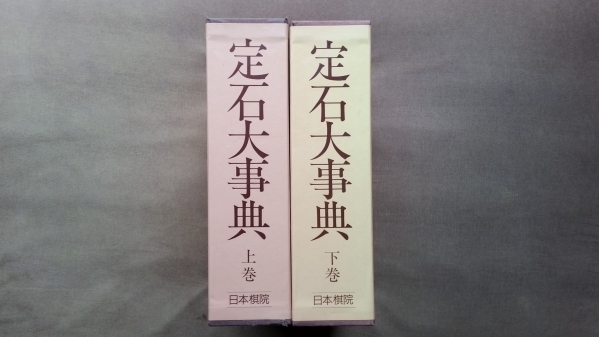 定石大事典
上巻
日本棋院
定石大事典
下巻
日本棋院